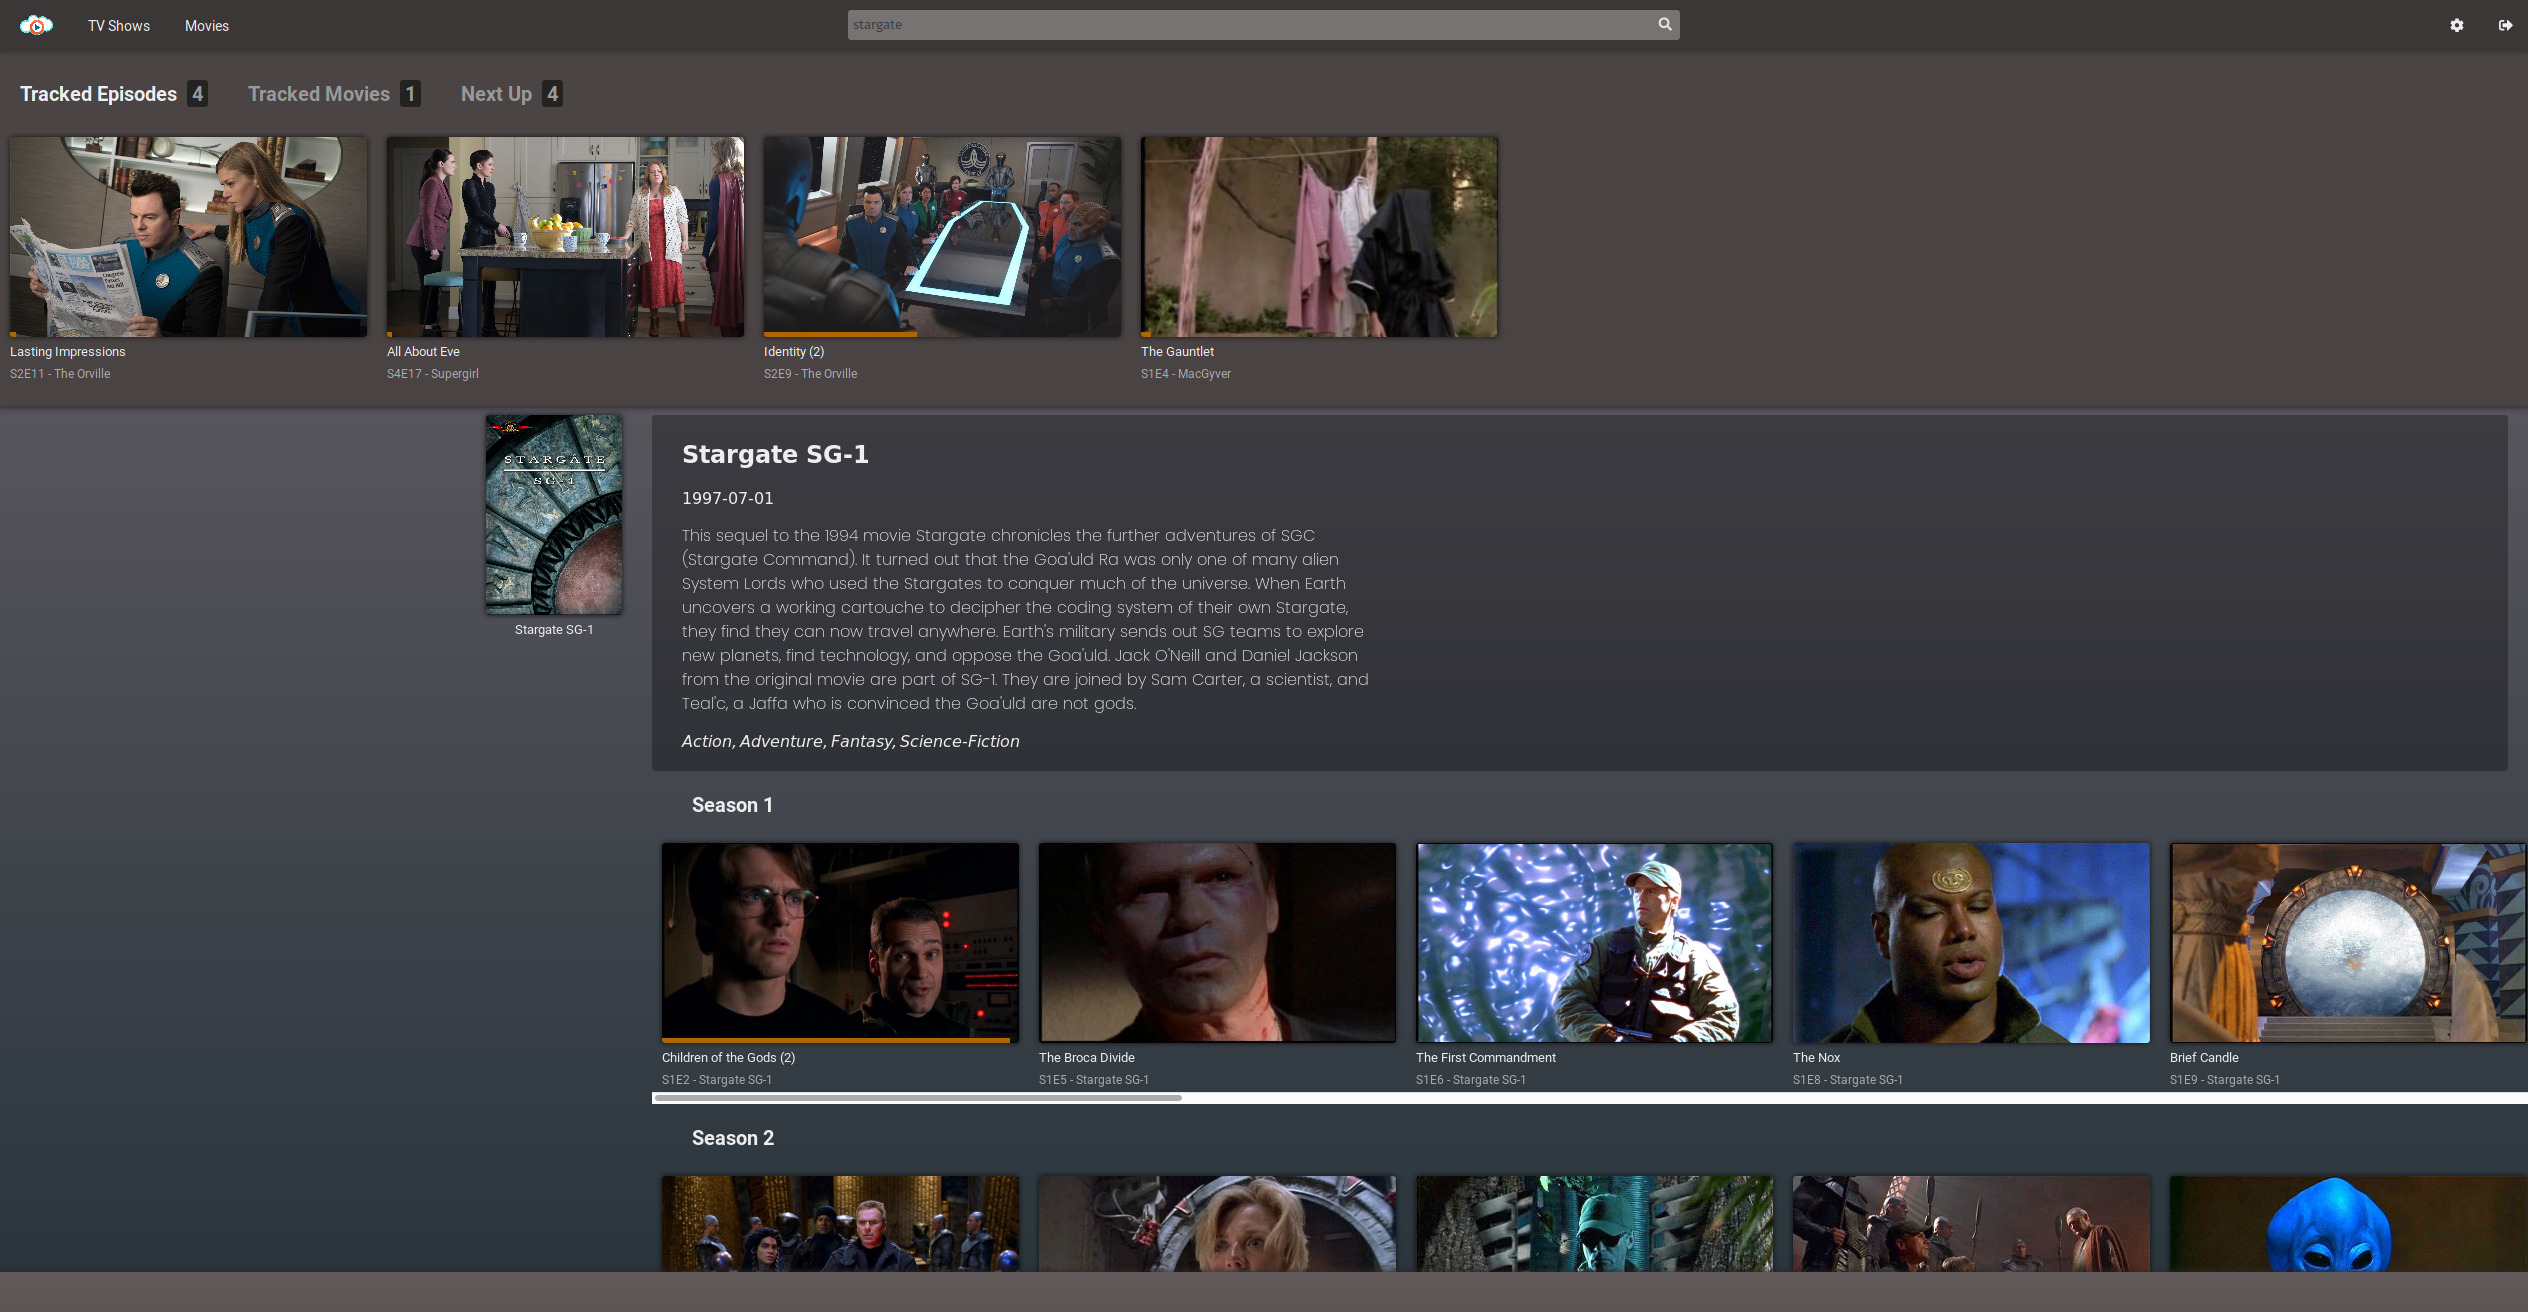 TV Shows
Movies
stargate
Tracked Episodes 4
Tracked Movies 1
Next Up 4
Lasting Impressions
S2E11 - The Orville
All About Eve
S4E17 - Supergirl
Identity (2)
S2E9 - The Orville
The Gauntlet
S1E4 - MacGyver
STARGATE
SG-1
Stargate SG-1
Stargate SG-1
1997-07-01
This sequel to the 1994 movie Stargate chronicles the further adventures of SGC
(Stargate Command). It turned out that the Goa'uld Ra was only one of many alien
System Lords who used the Stargates to conquer much of the universe. When Earth
uncovers a working cartouche to decipher the coding system of their own Stargate,
they find they can now travel anywhere. Earth's military sends out SG teams to explore
new planets, find technology, and oppose the Goa'uld. Jack O'Neill and Daniel Jackson
from the original movie are part of SG-1. They are joined by Sam Carter, a scientist, and
Teal'c, a Jaffa who is convinced the Goa'uld are not gods.
Action, Adventure, Fantasy, Science-Fiction
Season 1
Children of the Gods (2)
S1E2 - Stargate SG-1
The Broca Divide
S1E5 - Stargate SG-1
The First Commandment
S1E6 - Stargate SG-1
The Nox
S1E8 - Stargate SG-1
Brief Candle
S1E9 - Stargate SG-1
Season 2